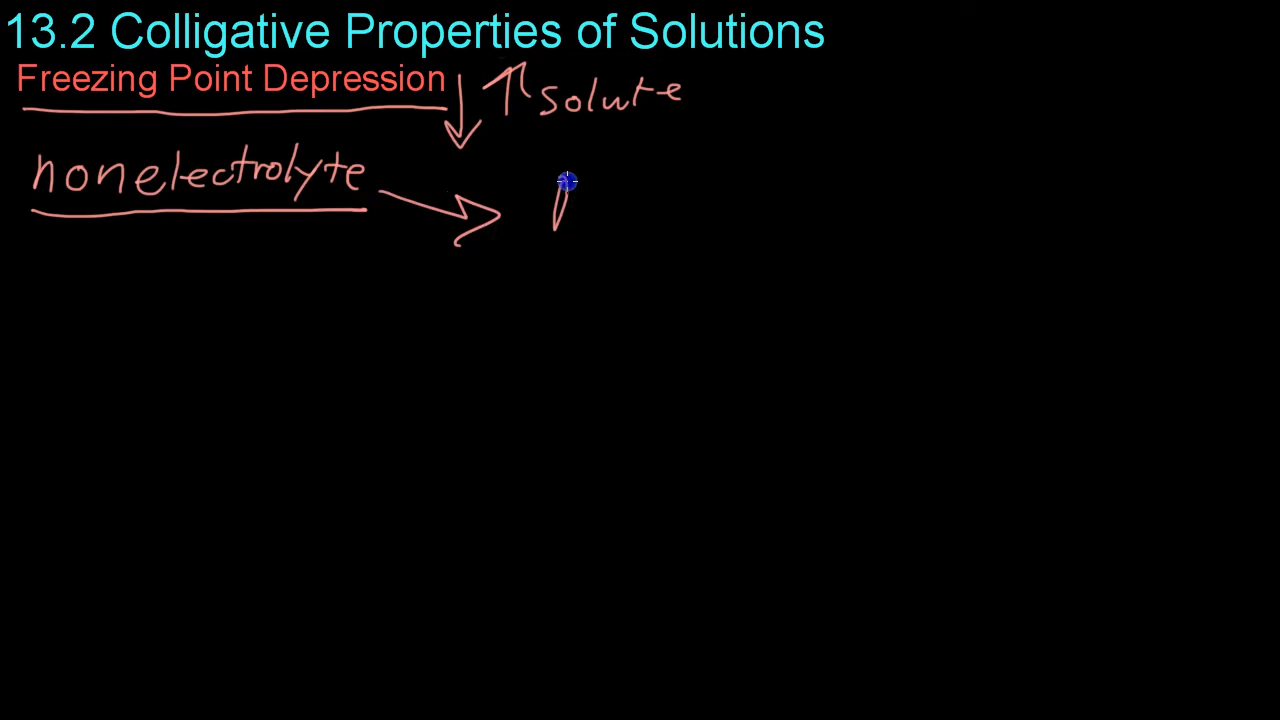 13.2 Colligative Properties of Solutions
Freezing Point Depression ↓ ↑ solute
nonelectrolyte →